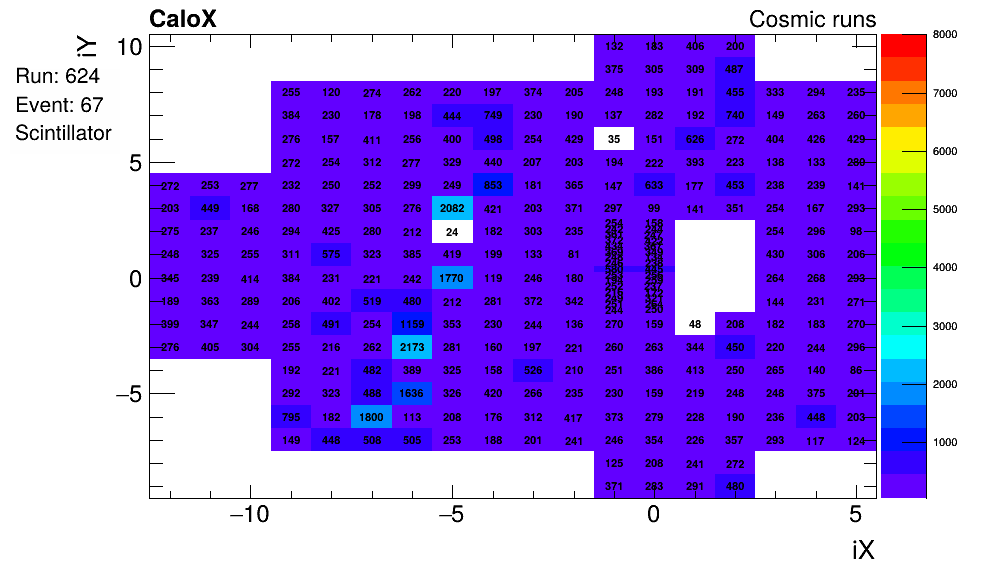 CaloX Cosmic runs
iY
Run: 624
Event: 67
Scintillator
10 132 183 406 200 8000
375 305 309 487
255 120 274 262 220 197 374 205 248 193 191 455 333 294 235 7000
384 230 178 198 444 749 230 190 137 282 192 740 149 263 260
276 157 411 256 400 498 254 429 35 151 626 272 404 426 429 6000
5 272 254 312 277 329 440 207 203 194 222 393 223 138 133
272 253 277 232 250 252 299 249 853 181 365 147 633 177 453 238 239 141 5000
203 449 168 280 327 305 276 2082 421 203 371 297 99 141 351 254 167 293
275 237 246 294 425 280 212 24 182 303 235 254 296 98 4000
248 325 255 311 575 323 385 419 199 133 81 430 306 206
0 239 414 384 231 221 242 1770 119 246 180 264 268 293
189 363 289 206 402 519 480 212 281 372 342 144 231 271 3000
347 244 258 491 254 1159 353 230 244 136 270 159 48 208 182 183 270
276 405 304 255 216 262 2173 281 160 197 221 260 263 344 450 220 244 296 2000
192 221 462 389 325 158 526 210 251 386 413 250 265 140 86
−5 292 323 488 1636 326 420 266 235 230 159 219 248 248 375 201
795 182 1800 113 208 176 312 417 373 279 228 190 236 448 203 1000
149 448 508 505 253 188 201 241 246 354 226 357 293 117 124
125 208 241 272
371 283 291 480
−10 −5 0 5
iX